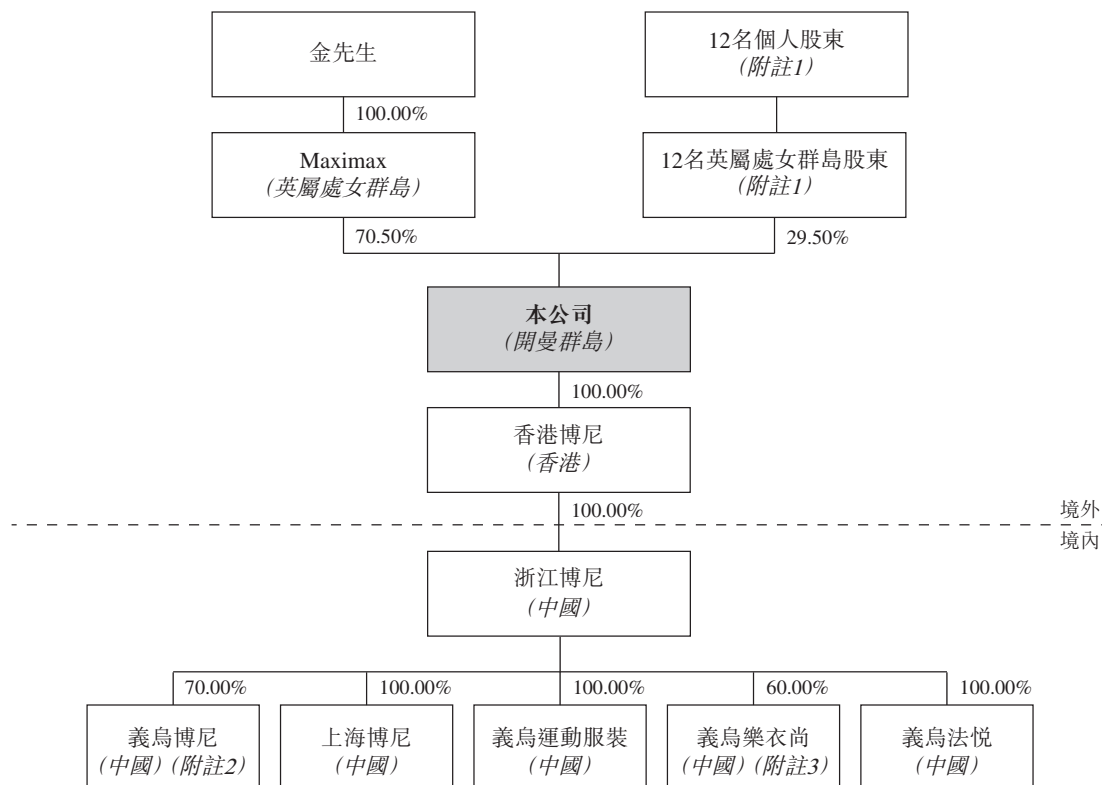 金先生
12名個人股東
（附註1）
100.00%
Maximax
（英屬處女群島）
12名英屬處女群島股東
（附註1）
70.50%
29.50%
本公司
（開曼群島）
100.00%
香港博尼
（香港）
100.00%
境外
境內
浙江博尼
（中國）
70.00%
100.00%
100.00%
60.00%
100.00%
義烏博尼
（中國）（附註2）
上海博尼
（中國）
義烏運動服裝
（中國）
義烏樂衣尚
（中國）（附註3）
義烏法悦
（中國）